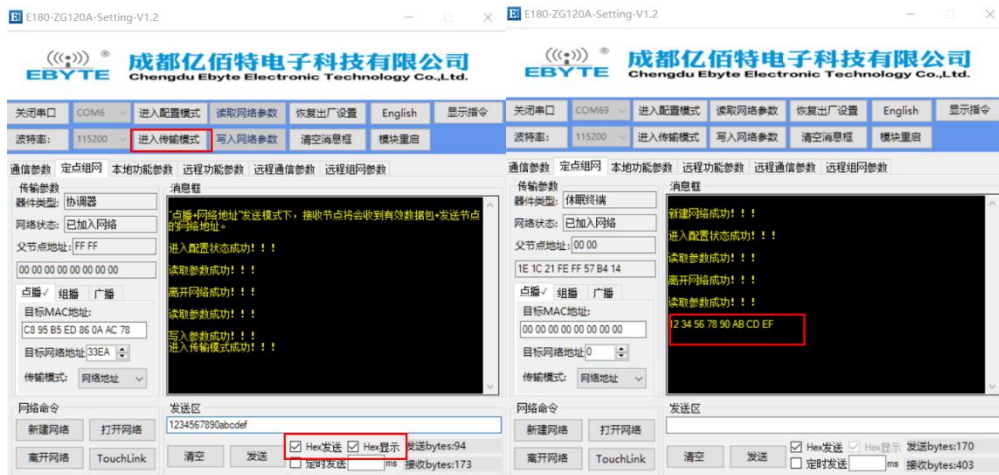 E180-ZG120A-Setting-V1.2
EBYTE
®
成都亿佰特电子科技有限公司
Chengdu Ebyte Electronic Technology Co.,Ltd.
关闭串口 COM6 进入配置模式 读取网络参数 恢复出厂设置 English 显示指令
波特率: 115200 进入传输模式 写入网络参数 清空消息框 模块重启
通信参数 定点组网 本地功能参数 远程功能参数 远程通信参数 远程组网参数
传输参数
器件类型: 协调器
网络状态: 已加入网络
父节点地址: FF FF
00 00 00 00 00 00 00 00
点播√ 组播 广播
目标MAC地址:
C8 95 B5 ED 86 0A AC 78
目标网络地址 33EA
传输模式: 网络地址
消息框
"点播+网络地址"发送模式下，接收节点将会收到有效数据包+发送节点
的网络地址。
进入配置状态成功！！！
读取参数成功！！！
离开网络成功！！！
读取参数成功！！！
写入参数成功！！！
进入传输模式成功！！！
网络命令
新建网络 打开网络
离开网络 TouchLink
发送区
1234567890abcdef
清空 发送
Hex发送 Hex显示 发送bytes:94
定时发送 ms 接收bytes:173
E180-ZG120A-Setting-V1.2
EBYTE
®
成都亿佰特电子科技有限公司
Chengdu Ebyte Electronic Technology Co.,Ltd.
关闭串口 COM69 进入配置模式 读取网络参数 恢复出厂设置 English 显示指令
波特率: 115200 进入传输模式 写入网络参数 清空消息框 模块重启
通信参数 定点组网 本地功能参数 远程功能参数 远程通信参数 远程组网参数
传输参数
器件类型: 休眠终端
网络状态: 已加入网络
父节点地址: 00 00
1E 1C 21 FE FF 57 B4 14
点播√ 组播 广播
目标MAC地址:
00 00 00 00 00 00 00 00
目标网络地址 0
传输模式: 网络地址
消息框
新建网络成功！！！
进入配置状态成功！！！
读取参数成功！！！
离开网络成功！！！
读取参数成功！！！
12 34 56 78 90 AB CD EF
网络命令
新建网络 打开网络
离开网络 TouchLink
发送区
清空 发送
Hex发送 Hex显示 发送bytes:170
定时发送 ms 接收bytes:403